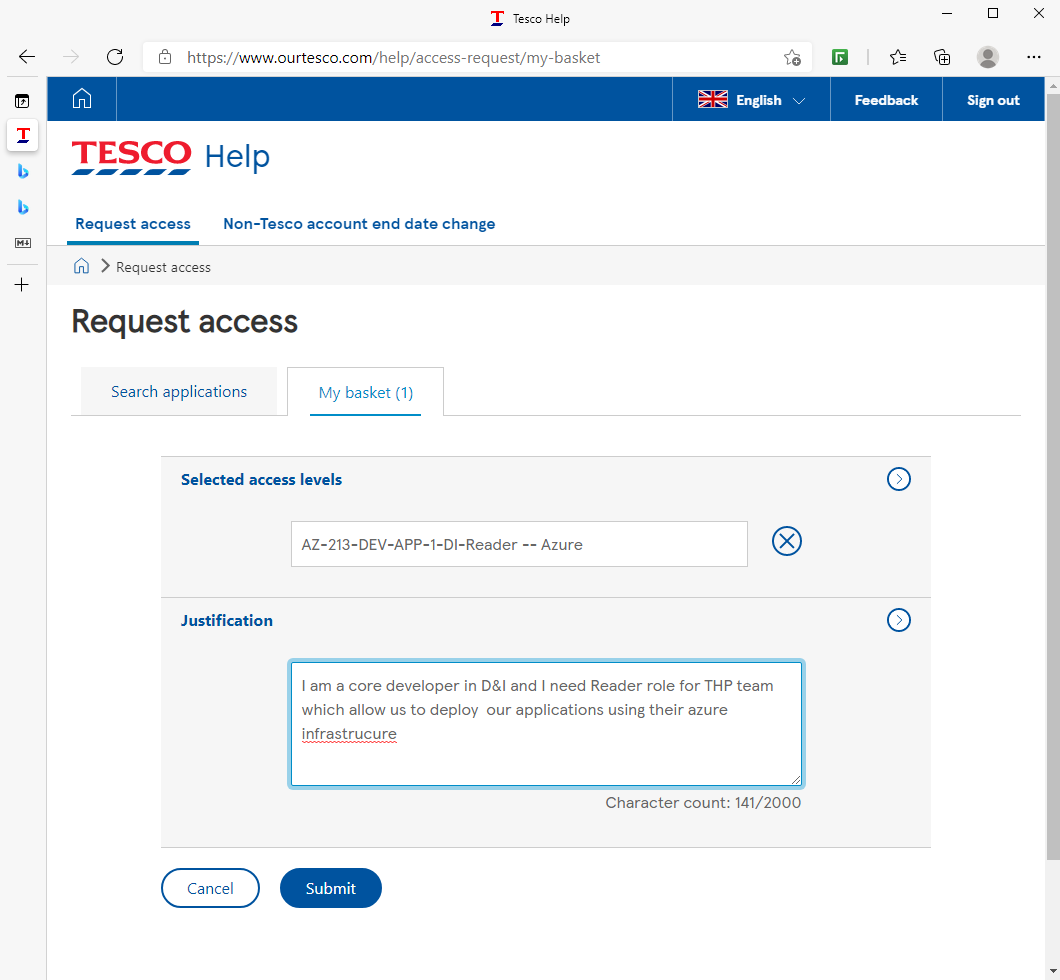 Tesco Help
https://www.ourtesco.com/help/access-request/my-basket
English
Feedback
Sign out
TESCO Help
Request access
Non-Tesco account end date change
Request access
Request access
Search applications
My basket (1)
Selected access levels
AZ-213-DEV-APP-1-DI-Reader -- Azure
Justification
I am a core developer in D&I and I need Reader role for THP team
which allow us to deploy  our applications using their azure
infrastrucure
Character count: 141/2000
Cancel
Submit